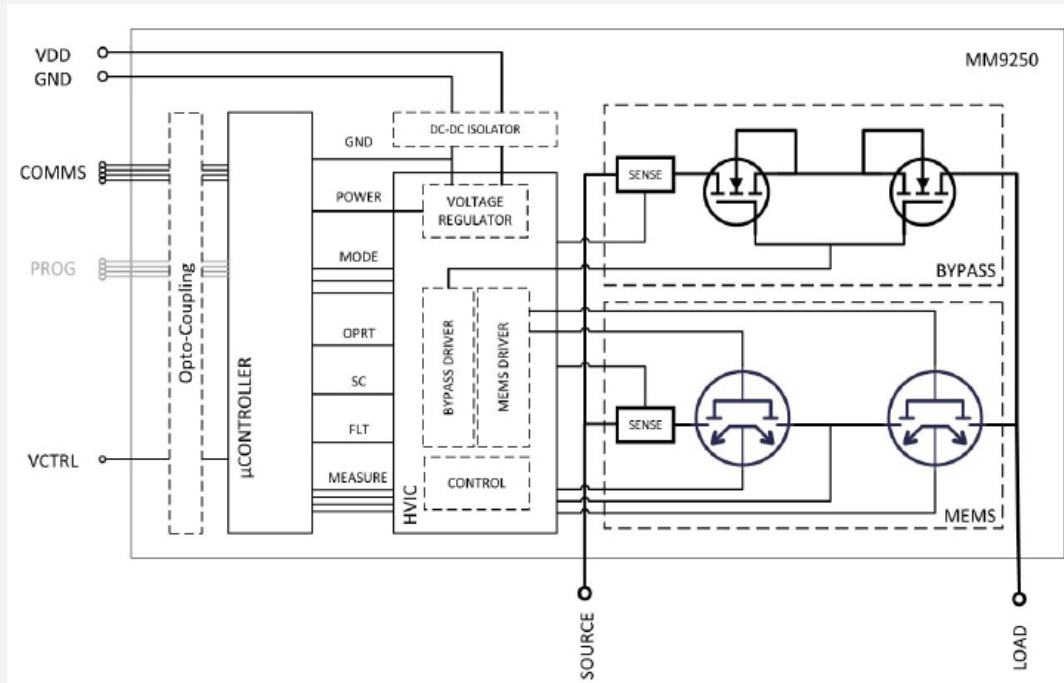 MM9250
VDD
GND
COMMS
PROG
VCTRL
Opto-Coupling
µCONTROLLER
GND
POWER
MODE
OPRT
SC
FLT
MEASURE
DC-DC ISOLATOR
VOLTAGE
REGULATOR
BYPASS DRIVER
MEMS DRIVER
CONTROL
HVIC
SENSE
BYPASS
SENSE
MEMS
SOURCE
LOAD